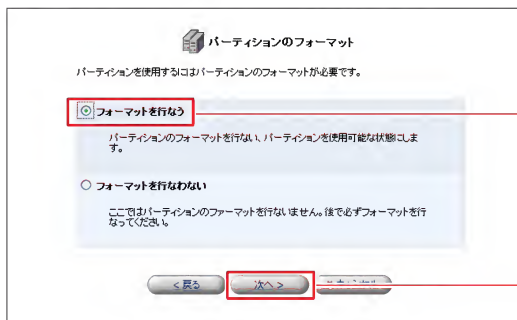 パーティションのフォーマット
パーティションを使用するにはパーティションのフォーマットが必要です。
フォーマットを行なう
パーティションのフォーマットを行ない、パーティションを使用可能な状態にしま
す。
フォーマットを行なわない
ここではパーティションのファーマットを行ないません。後で必ずフォーマットを行
なってください。
<戻る 次へ>